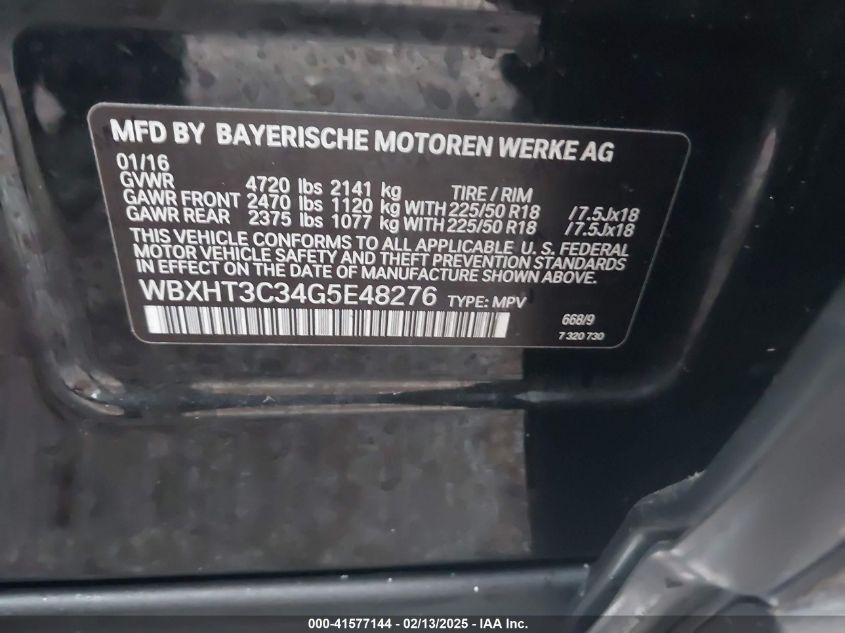 MFD BY BAYERISCHE MOTOREN WERKE AG
01/16
GVWR 4720 lbs 2141 kg TIRE / RIM
GAWR FRONT 2470 lbs 1120 kg WITH 225/50 R18 /7.5Jx18
GAWR REAR 2375 lbs 1077 kg WITH 225/50 R18 /7.5Jx18
THIS VEHICLE CONFORMS TO ALL APPLICABLE U. S. FEDERAL
MOTOR VEHICLE SAFETY AND THEFT PREVENTION STANDARDS
IN EFFECT ON THE DATE OF MANUFACTURE SHOWN ABOVE.
WBXHT3C34G5E48276 TYPE: MPV
668/9
7 320 730
000-41577144 - 02/13/2025 - IAA Inc.